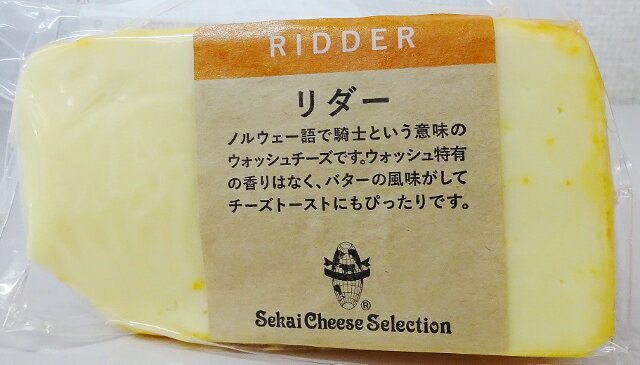 RIDDER
リダー
ノルウェー語で騎士という意味の
ウォッシュチーズです。ウォッシュ特有
の香りはなく、バターの風味がして
チーズトーストにもぴったりです。
®
Sekai Cheese Selection